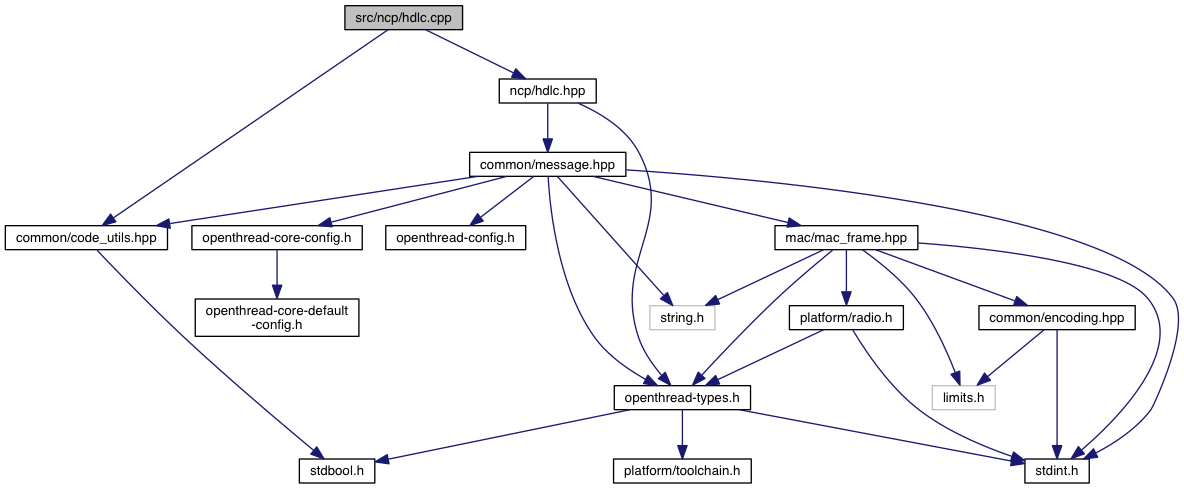 src/ncp/hdlc.cpp
ncp/hdlc.hpp
common/message.hpp
common/code_utils.hpp
openthread-core-config.h
openthread-config.h
mac/mac_frame.hpp
openthread-core-default
-config.h
string.h
platform/radio.h
common/encoding.hpp
openthread-types.h
limits.h
stdbool.h
platform/toolchain.h
stdint.h